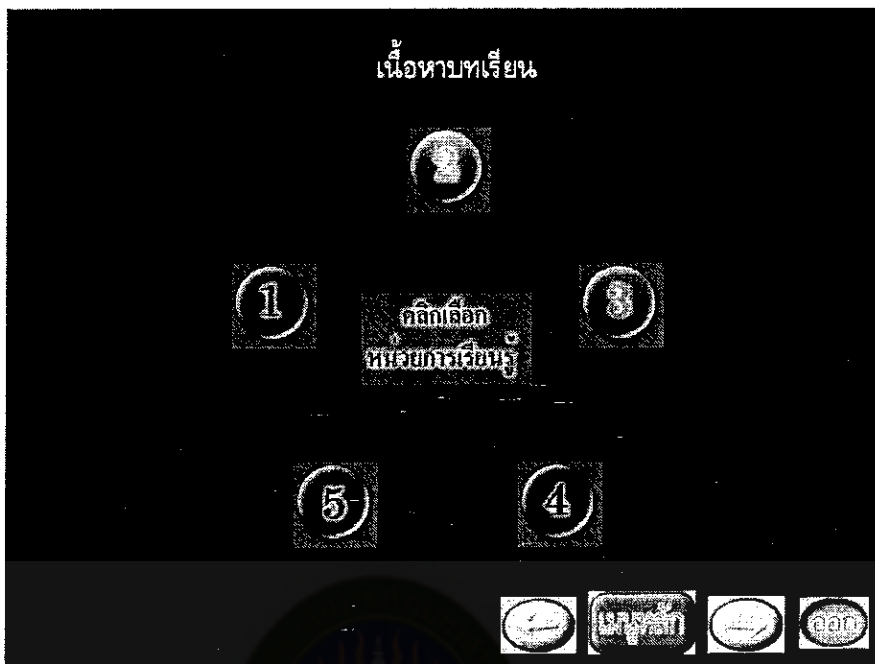 เนื้อหาบทเรียน
2
1
3
คลิกเลือก
หน่วยการเรียนรู้
5
4
เมนูหลัก
ออก